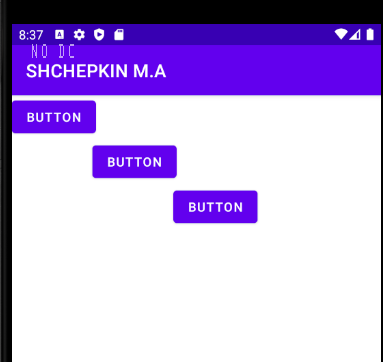 8:37 A
NO DC
SHCHEPKIN M.A
BUTTON
BUTTON
BUTTON